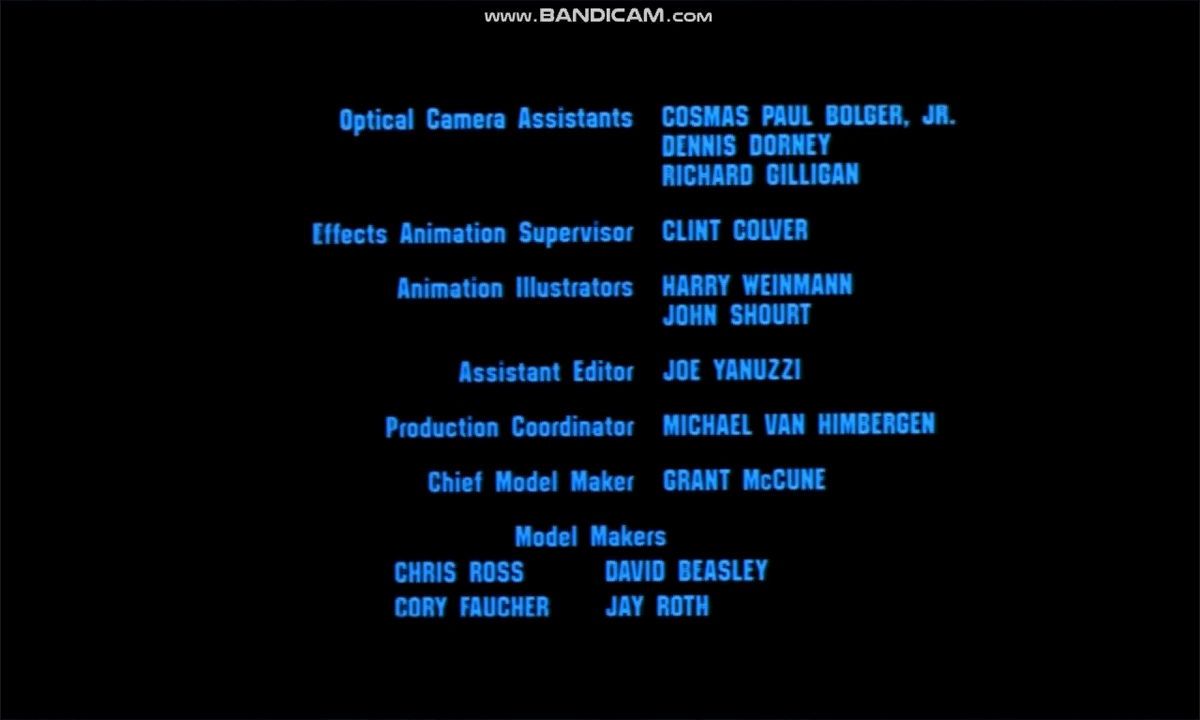 www.BANDICAM.com
Optical Camera Assistants COSMAS PAUL BOLGER, JR.
DENNIS DORNEY
RICHARD GILLIGAN
Effects Animation Supervisor CLINT COLVER
Animation Illustrators HARRY WEINMANN
JOHN SHOURT
Assistant Editor JOE YANUZZI
Production Coordinator MICHAEL VAN HIMBERGEN
Chief Model Maker GRANT McCUNE
Model Makers
CHRIS ROSS DAVID BEASLEY
CORY FAUCHER JAY ROTH